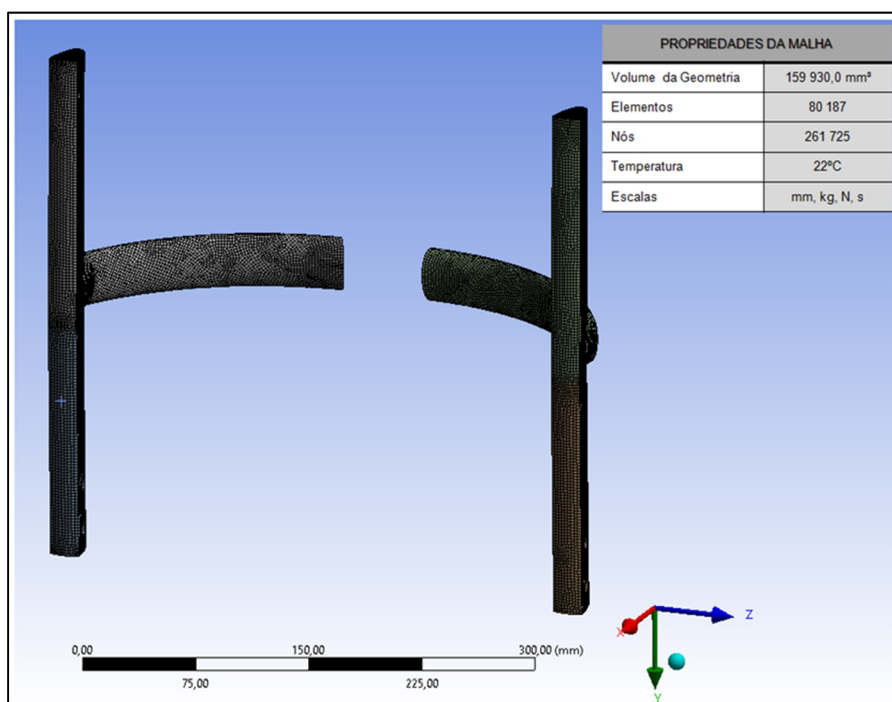 PROPRIEDADES DA MALHA
Volume da Geometria 159 930,0 mm³
Elementos 80 187
Nós 261 725
Temperatura 22ºC
Escalas mm, kg, N, s
0,00 150,00 300,00 (mm)
75,00 225,00
X
Z
Y